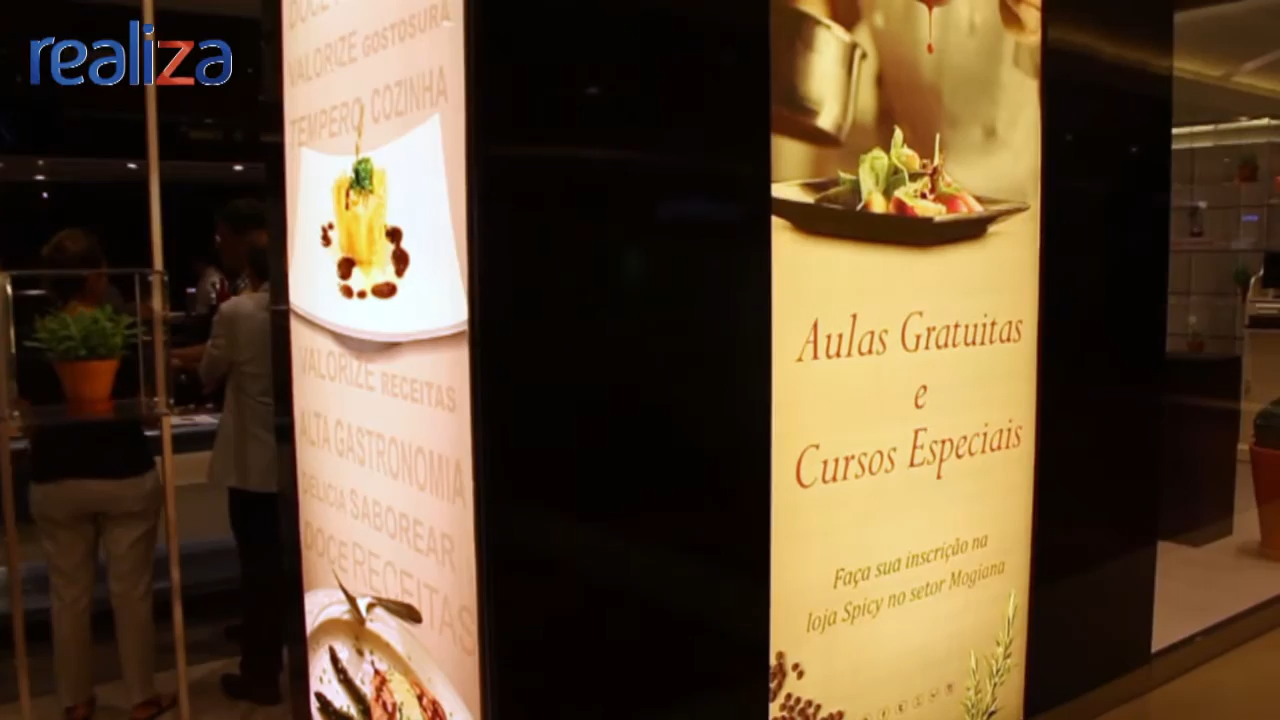 realiza
DOCE
VALORIZE GOSTOSURA
TEMPERO COZINHA
VALORIZE RECEITAS
ALTA GASTRONOMIA
DELICIA SABOREAR
DOCE RECEITAS
Aulas Gratuitas
e
Cursos Especiais
Faça sua inscrição na
loja Spicy no setor Mogiana